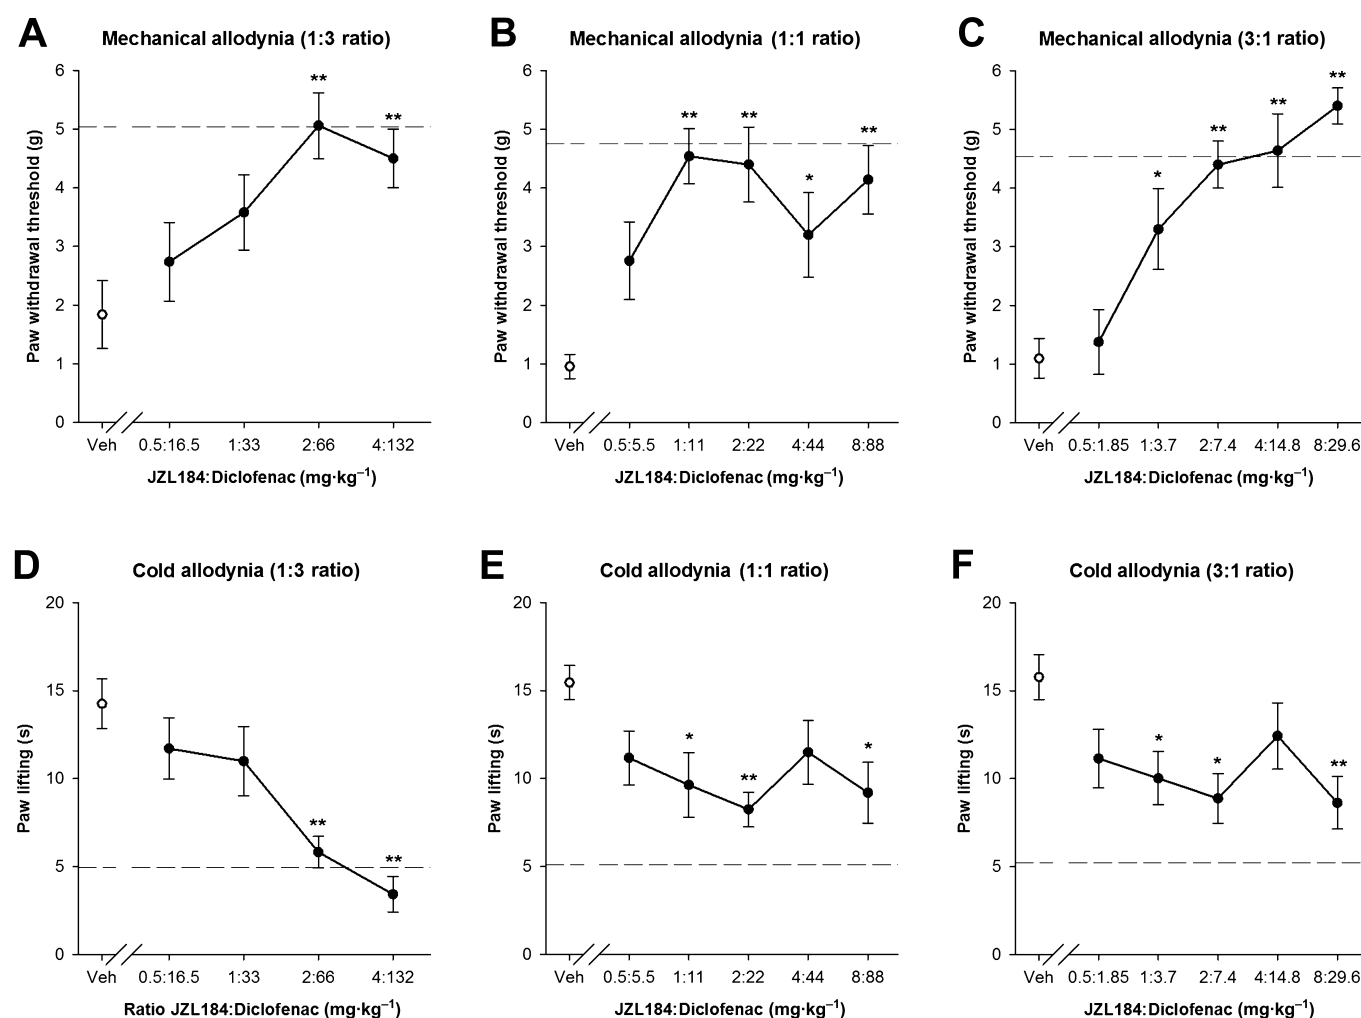 A
Mechanical allodynia (1:3 ratio)
Paw withdrawal threshold (g)
6
5
4
3
2
1
0
**
**
Veh 0.5:16.5 1:33 2:66 4:132
JZL184:Diclofenac (mg·kg⁻¹)
B
Mechanical allodynia (1:1 ratio)
Paw withdrawal threshold (g)
6
5
4
3
2
1
0
**
**
*
**
Veh 0.5:5.5 1:11 2:22 4:44 8:88
JZL184:Diclofenac (mg·kg⁻¹)
C
Mechanical allodynia (3:1 ratio)
Paw withdrawal threshold (g)
6
5
4
3
2
1
0
*
**
**
**
Veh 0.5:1.85 1:3.7 2:7.4 4:14.8 8:29.6
JZL184:Diclofenac (mg·kg⁻¹)
D
Cold allodynia (1:3 ratio)
Paw lifting (s)
20
15
10
5
0
**
**
Veh 0.5:16.5 1:33 2:66 4:132
Ratio JZL184:Diclofenac (mg·kg⁻¹)
E
Cold allodynia (1:1 ratio)
Paw lifting (s)
20
15
10
5
0
*
**
*
Veh 0.5:5.5 1:11 2:22 4:44 8:88
JZL184:Diclofenac (mg·kg⁻¹)
F
Cold allodynia (3:1 ratio)
Paw lifting (s)
20
15
10
5
0
*
*
**
Veh 0.5:1.85 1:3.7 2:7.4 4:14.8 8:29.6
JZL184:Diclofenac (mg·kg⁻¹)